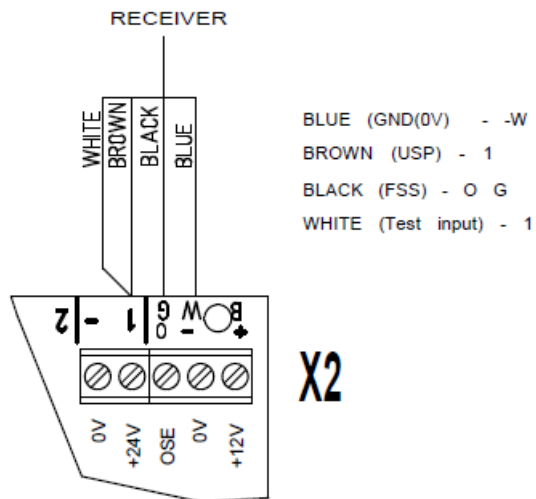 RECEIVER
WHITE
BROWN
BLACK
BLUE
BLUE (GND(0V) - -W
BROWN (USP) - 1
BLACK (FSS) - O G
WHITE (Test input) - 1
2 - 1 O G - W + B
X2
0V
+24V
OSE
0V
+12V